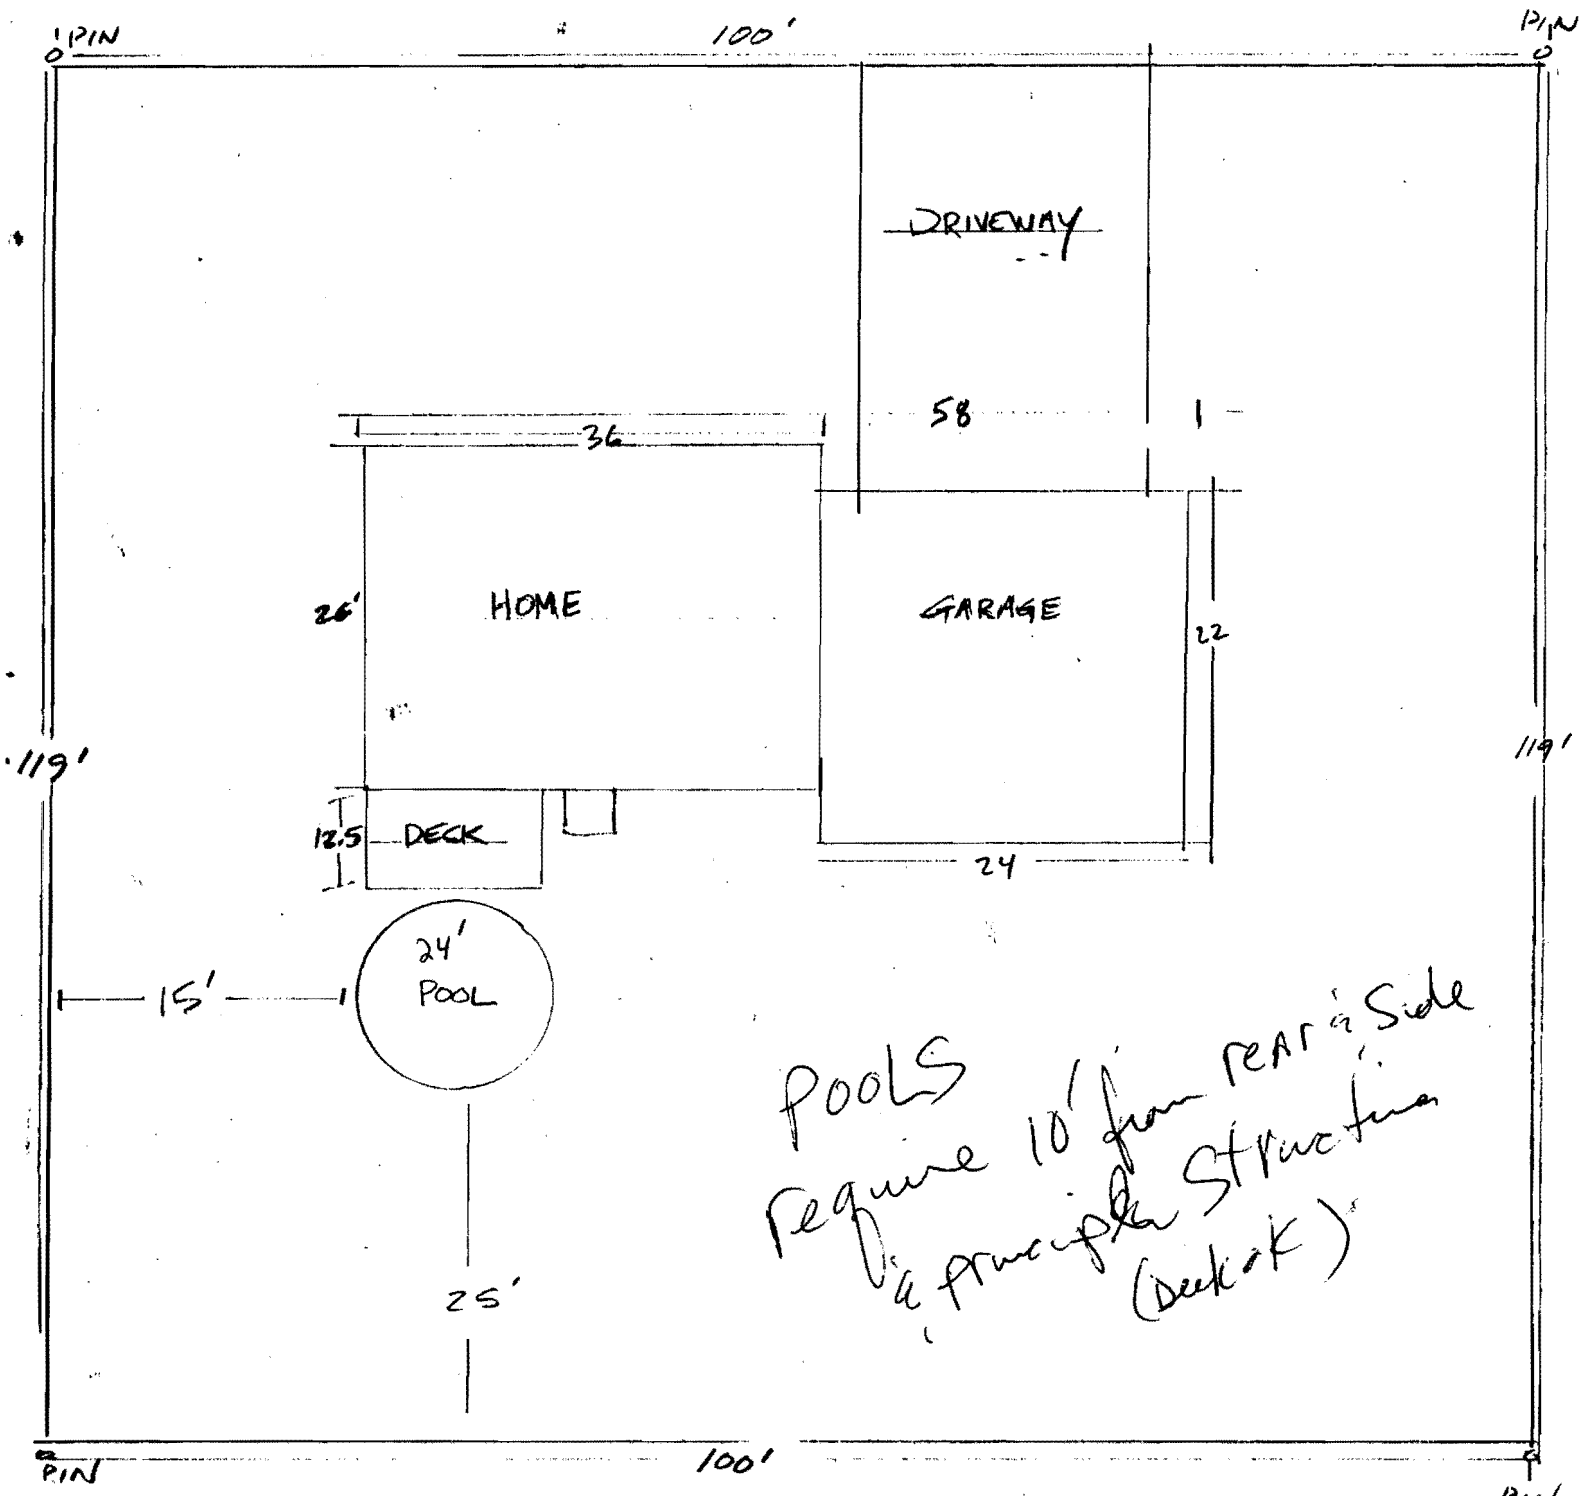 PIN
100'
PIN
DRIVEWAY
58
36
26'
HOME
GARAGE
22
119'
119'
12.5
DECK
24
24'
POOL
15'
POOLS
require 10' from rear & Side
& principle Structure
(Deck ok)
25'
100'
PIN